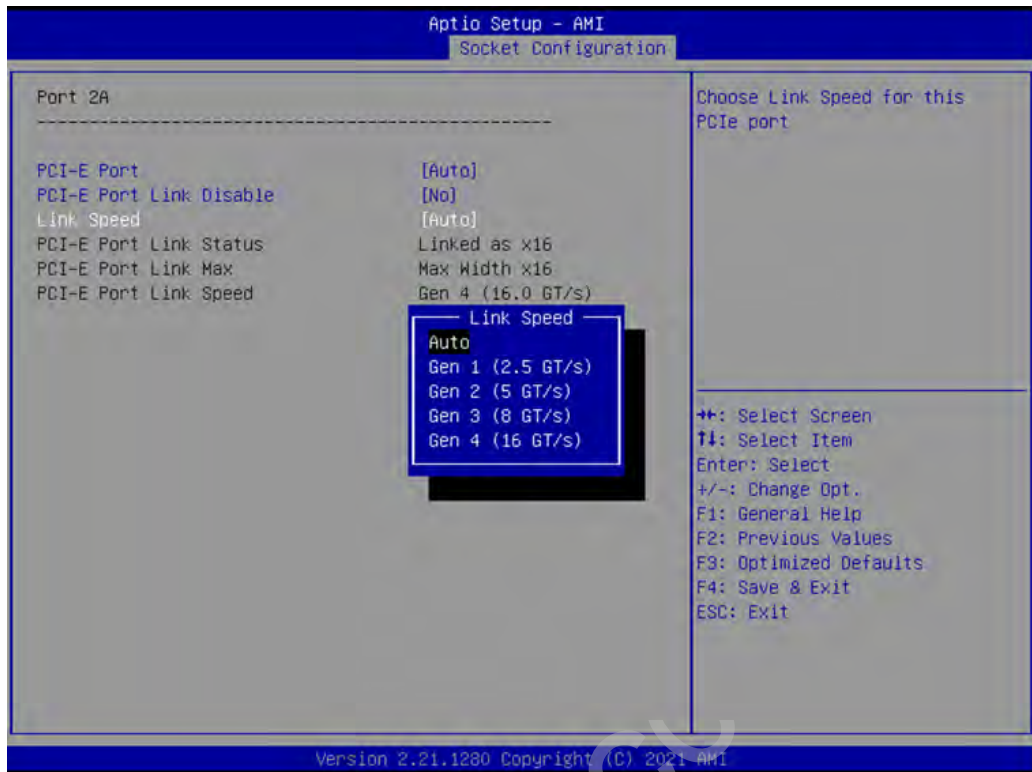 Aptio Setup - AMI
Socket Configuration
Port 2A
PCI-E Port [Auto]
PCI-E Port Link Disable [No]
Link Speed [Auto]
PCI-E Port Link Status Linked as x16
PCI-E Port Link Max Max Width x16
PCI-E Port Link Speed Gen 4 (16.0 GT/s)
Link Speed
Auto
Gen 1 (2.5 GT/s)
Gen 2 (5 GT/s)
Gen 3 (8 GT/s)
Gen 4 (16 GT/s)
Choose Link Speed for this
PCIe port
→←: Select Screen
↑↓: Select Item
Enter: Select
+/-: Change Opt.
F1: General Help
F2: Previous Values
F3: Optimized Defaults
F4: Save & Exit
ESC: Exit
Version 2.21.1280 Copyright (C) 2021 AMI